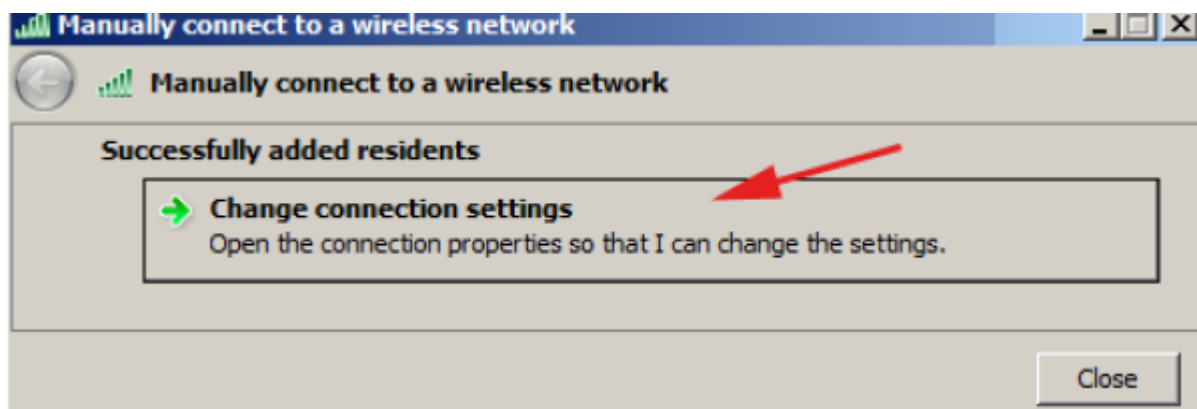 Manually connect to a wireless network
Manually connect to a wireless network
Successfully added residents
Change connection settings
Open the connection properties so that I can change the settings.
Close